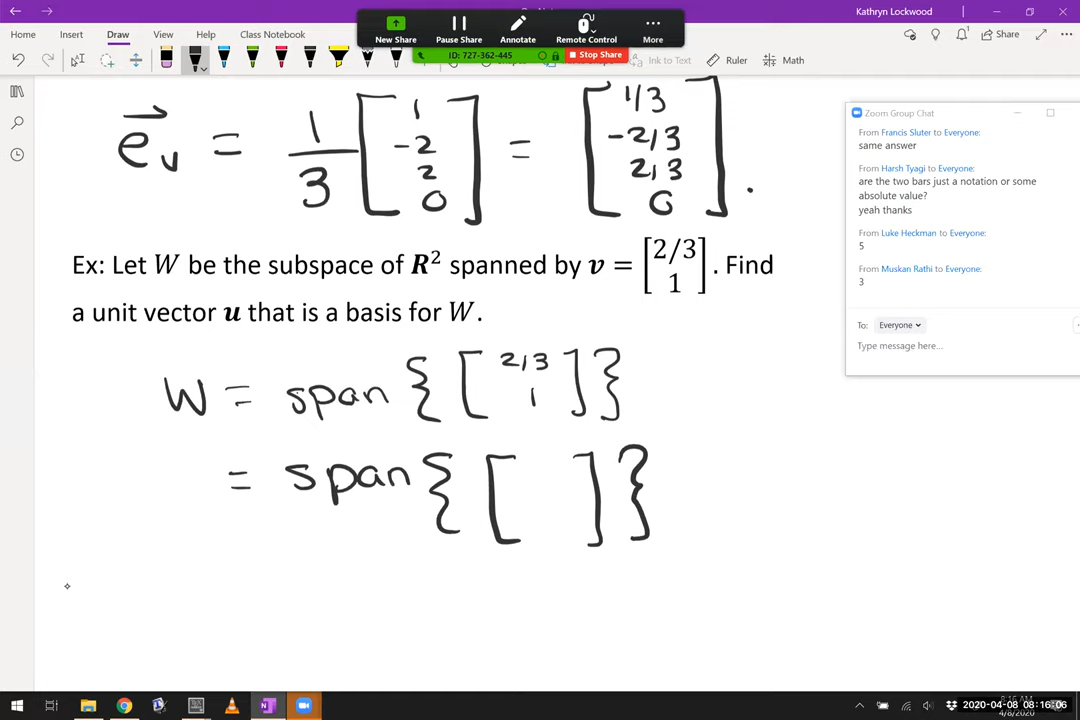 Kathryn Lockwood
Home Insert Draw View Help Class Notebook
New Share Pause Share Annotate Remote Control More
ID: 727-362-445 Stop Share
Share
Ink to Text Ruler Math
e v = 1/3 [ 1 -2 2 0 ] = [ 1/3 -2/3 2/3 0 ] .
Ex: Let W be the subspace of R² spanned by v = [ 2/3 1 ] . Find
a unit vector u that is a basis for W.
W = span { [ 2/3 1 ] }
= span { [ ] }
Zoom Group Chat
From Francis Sluter to Everyone:
same answer
From Harsh Tyagi to Everyone:
are the two bars just a notation or some
absolute value?
yeah thanks
From Luke Heckman to Everyone:
5
From Muskan Rathi to Everyone:
3
To: Everyone
Type message here...
2020-04-08 08:16:06
4/8/2020